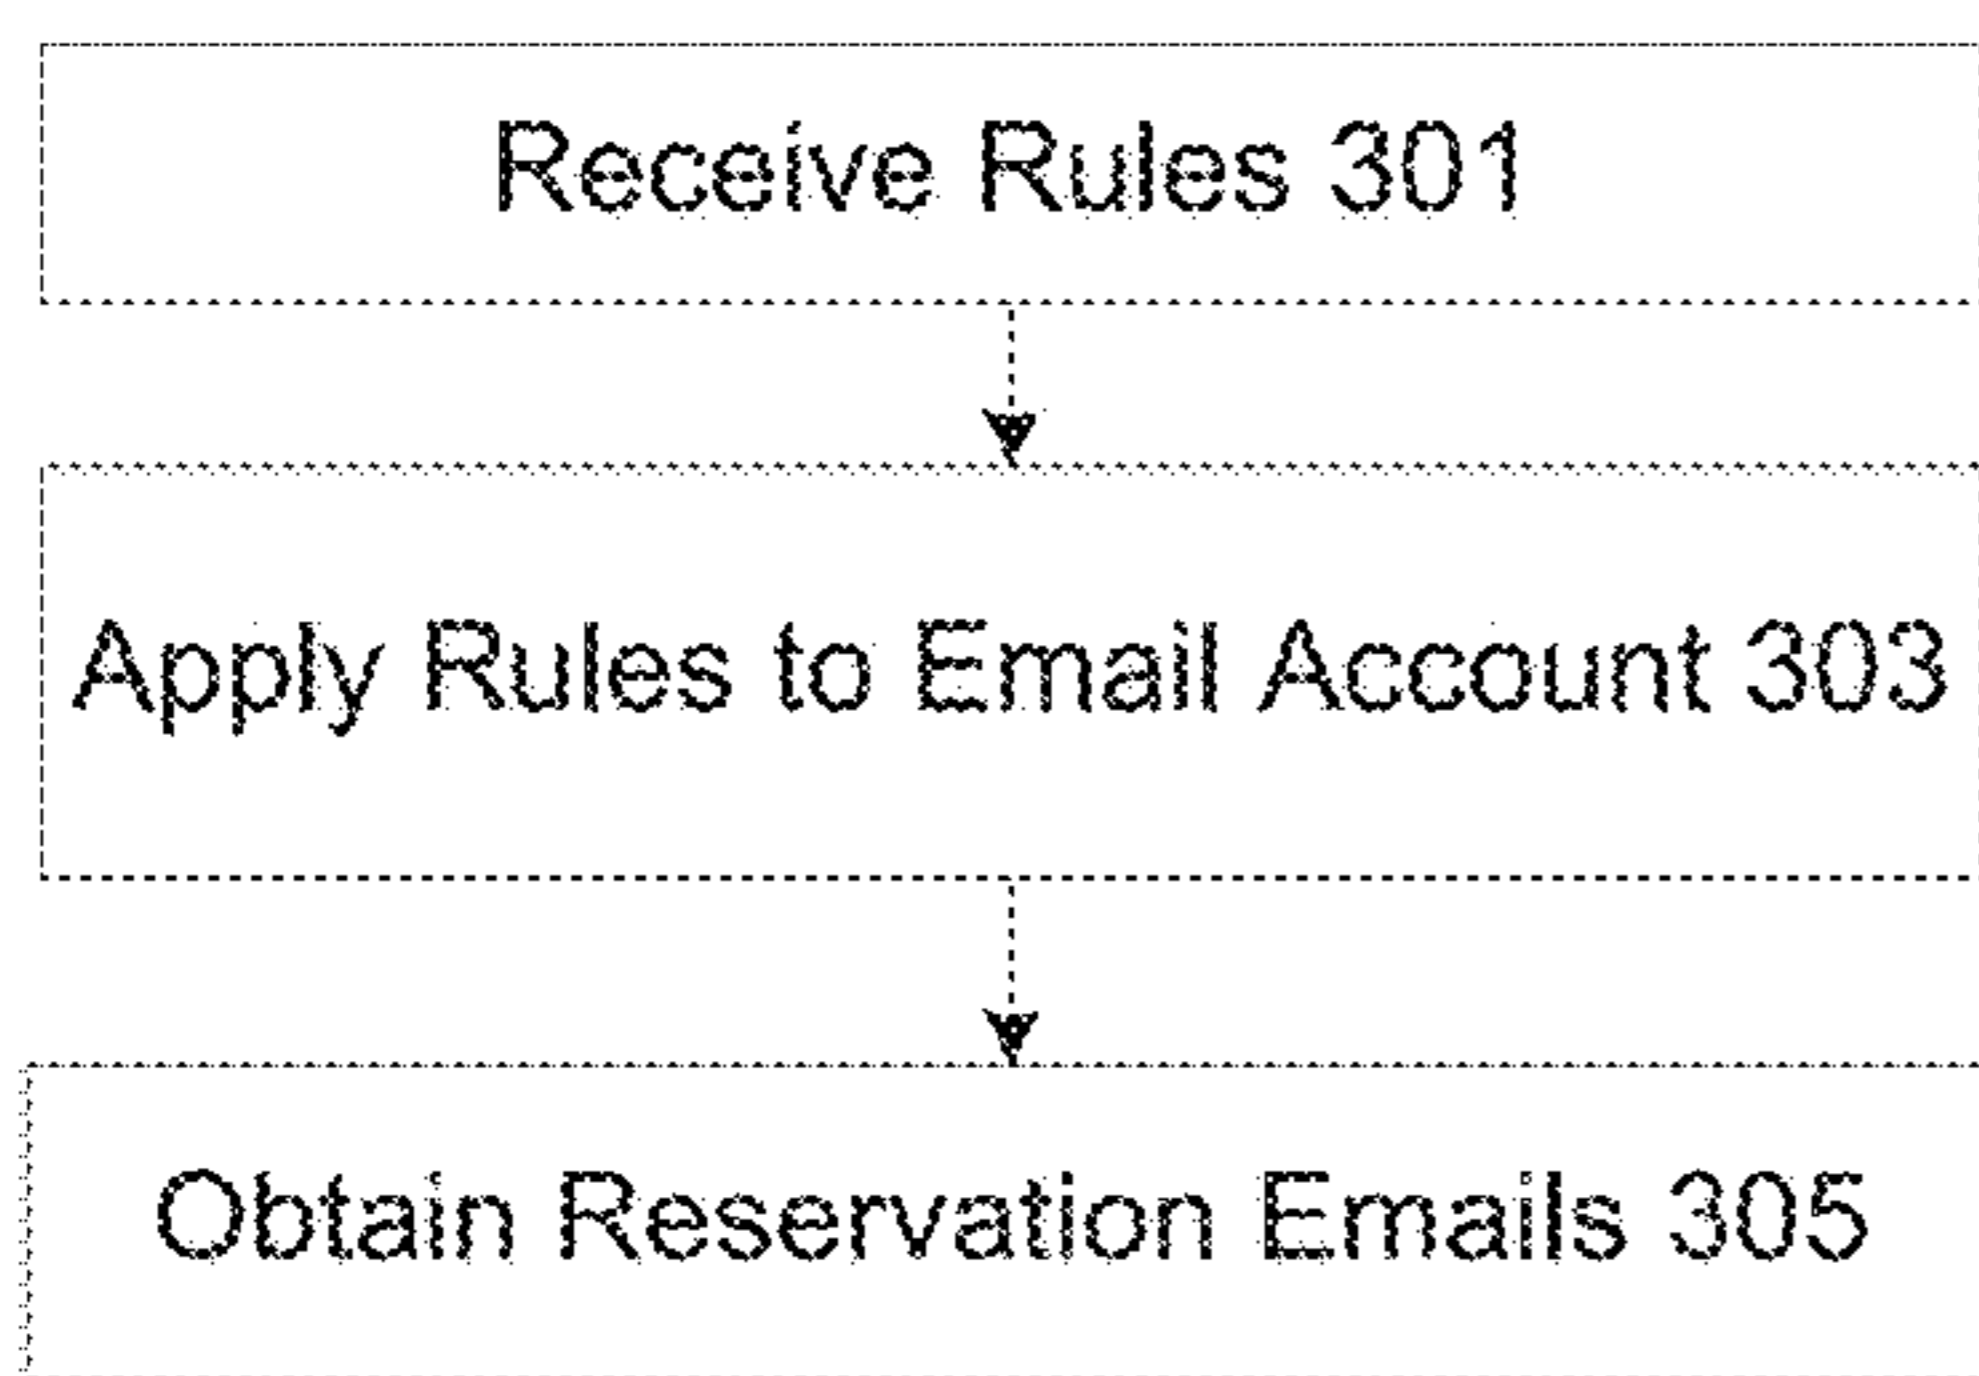 Receive Rules 301
Apply Rules to Email Account 303
Obtain Reservation Emails 305